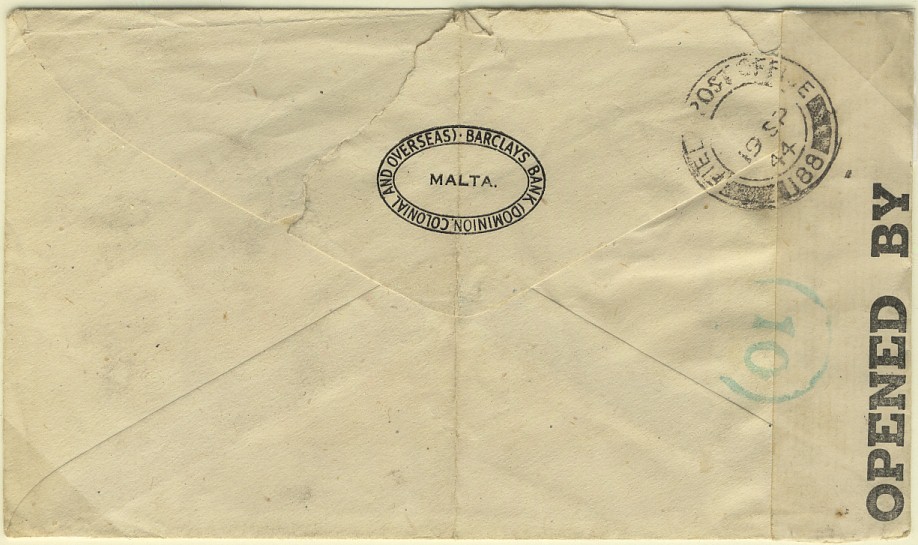 BARCLAYS BANK (DOMINION. COLONIAL AND OVERSEAS) ·
MALTA.
FIELD POST OFFICE
19 SP
44
188
(10)
OPENED BY